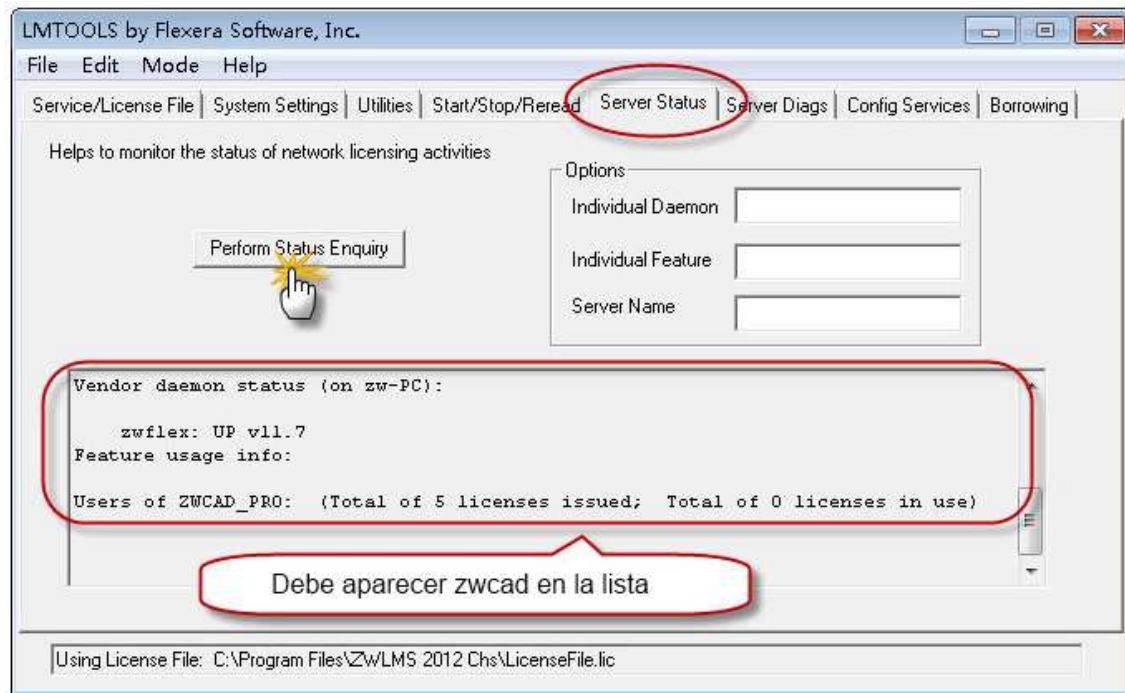 LMTOOLS by Flexera Software, Inc.
File Edit Mode Help
Service/License File System Settings Utilities Start/Stop/Reread Server Status Server Diags Config Services Borrowing
Helps to monitor the status of network licensing activities
Options
Individual Daemon
Perform Status Enquiry
Individual Feature
Server Name
Vendor daemon status (on zw-PC):
zwflex: UP v11.7
Feature usage info:
Users of ZWCAD_PRO: (Total of 5 licenses issued; Total of 0 licenses in use)
Debe aparecer zwcad en la lista
Using License File: C:\Program Files\ZWLMS 2012 Chs\LicenseFile.lic